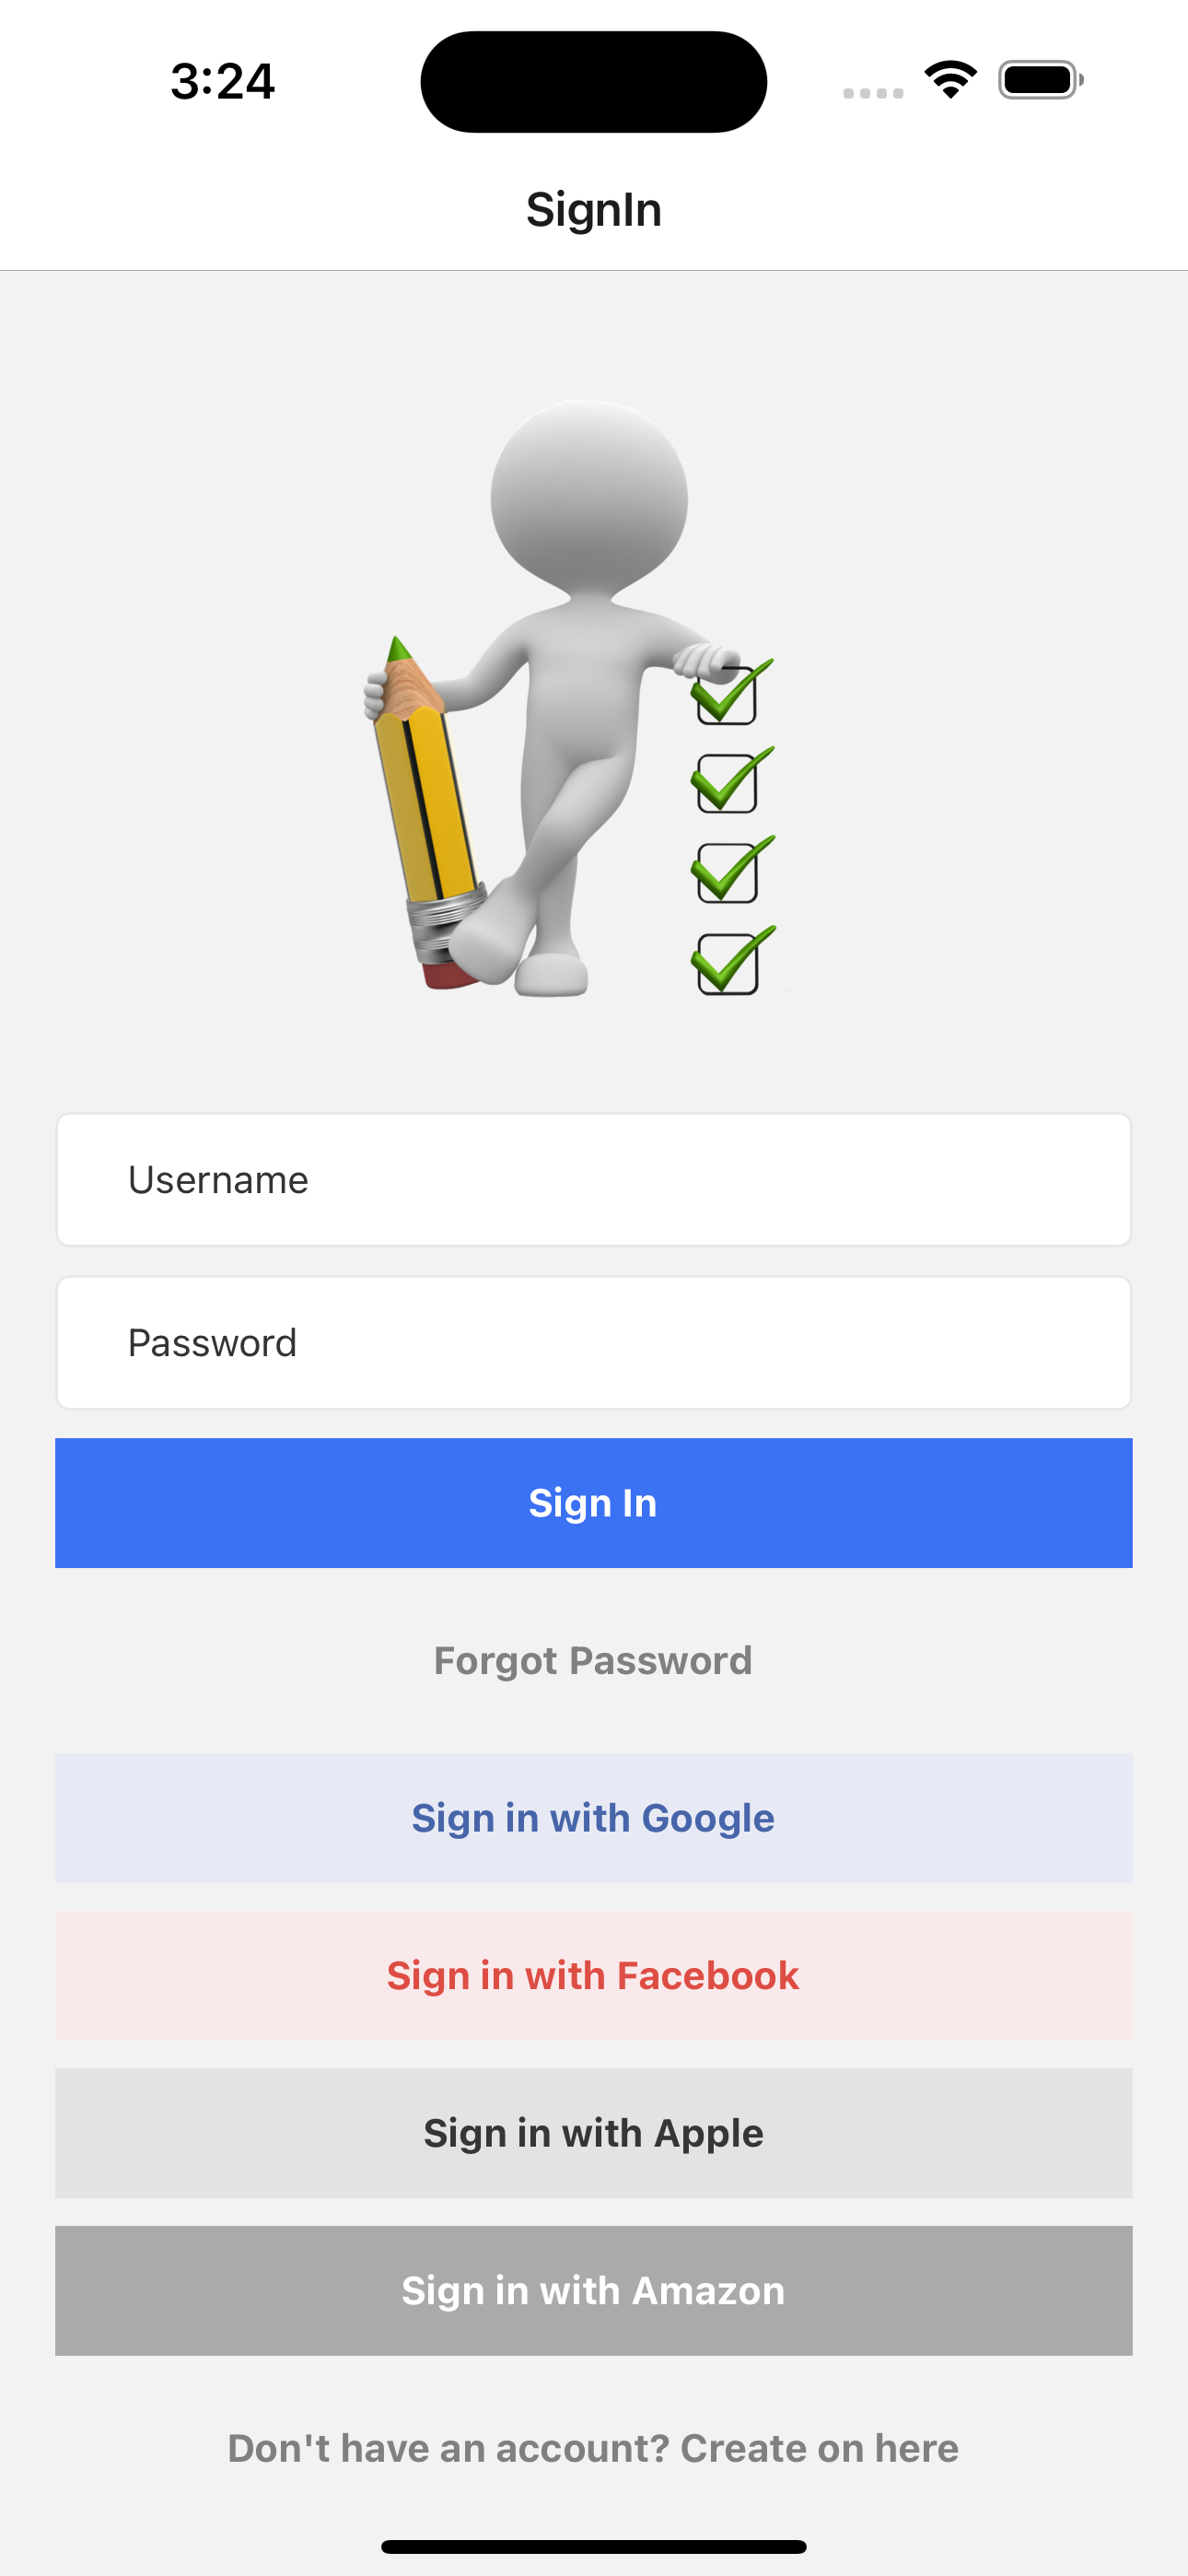 3:24
SignIn
Username
Password
Sign In
Forgot Password
Sign in with Google
Sign in with Facebook
Sign in with Apple
Sign in with Amazon
Don't have an account? Create on here